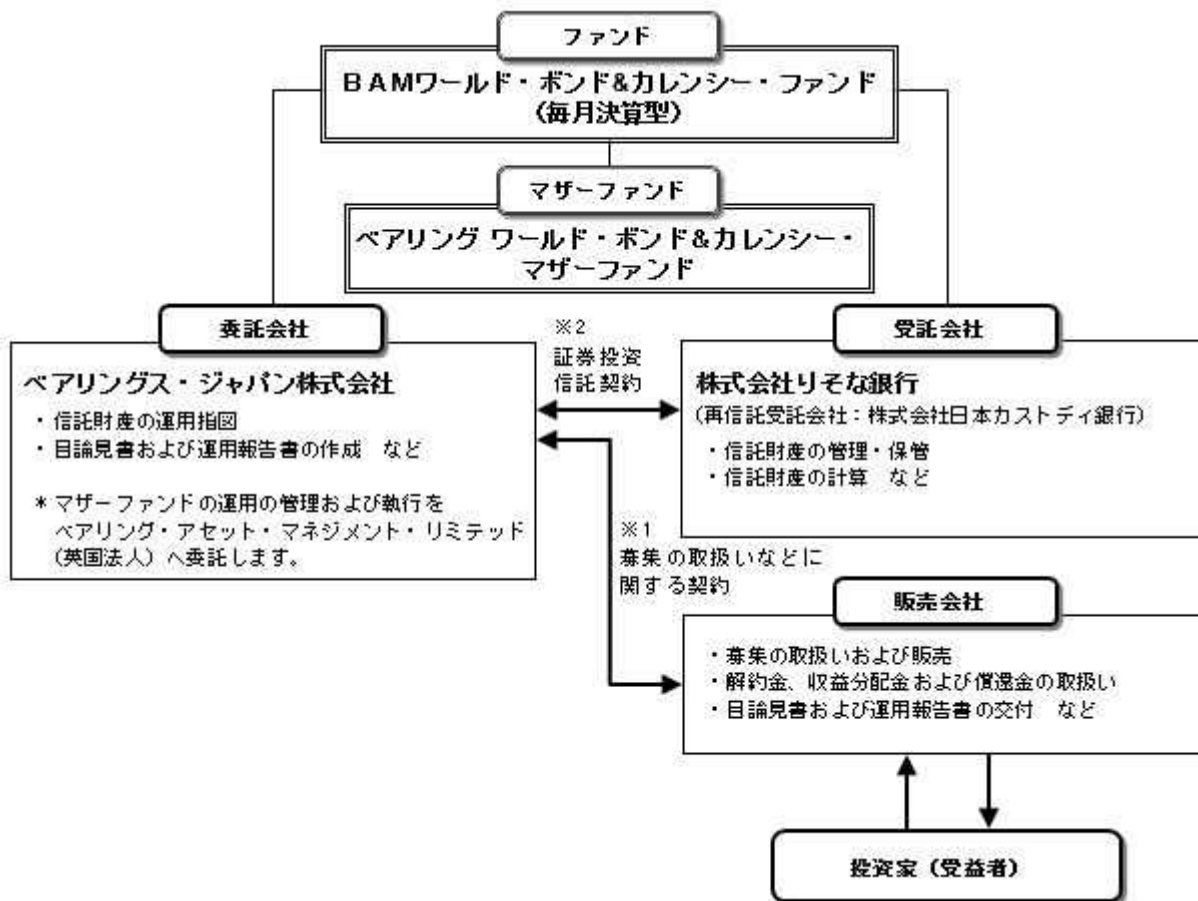 ファンド
BAMワールド・ボンド&カレンシー・ファンド
（毎月決算型）
マザーファンド
ベアリング ワールド・ボンド&カレンシー・
マザーファンド
委託会社
ベアリングス・ジャパン株式会社
・信託財産の運用指図
・目論見書および運用報告書の作成　など
＊マザーファンドの運用の管理および執行を
ベアリング・アセット・マネジメント・リミテッド
（英国法人）へ委託します。
※2
証券投資
信託契約
※1
募集の取扱いなどに
関する契約
受託会社
株式会社りそな銀行
（再信託受託会社：株式会社日本カストディ銀行）
・信託財産の管理・保管
・信託財産の計算　など
販売会社
・募集の取扱いおよび販売
・解約金、収益分配金および償還金の取扱い
・目論見書および運用報告書の交付　など
投資家（受益者）